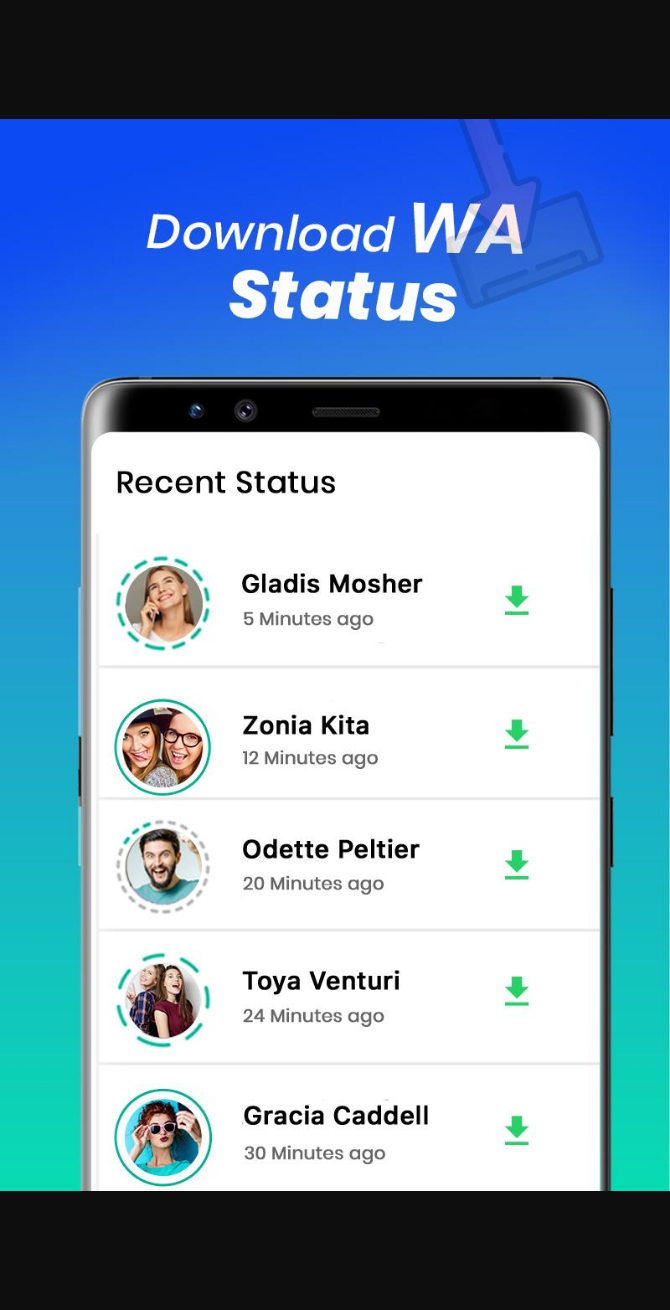 Download WA
Status
Recent Status
Gladis Mosher
5 Minutes ago
Zonia Kita
12 Minutes ago
Odette Peltier
20 Minutes ago
Toya Venturi
24 Minutes ago
Gracia Caddell
30 Minutes ago